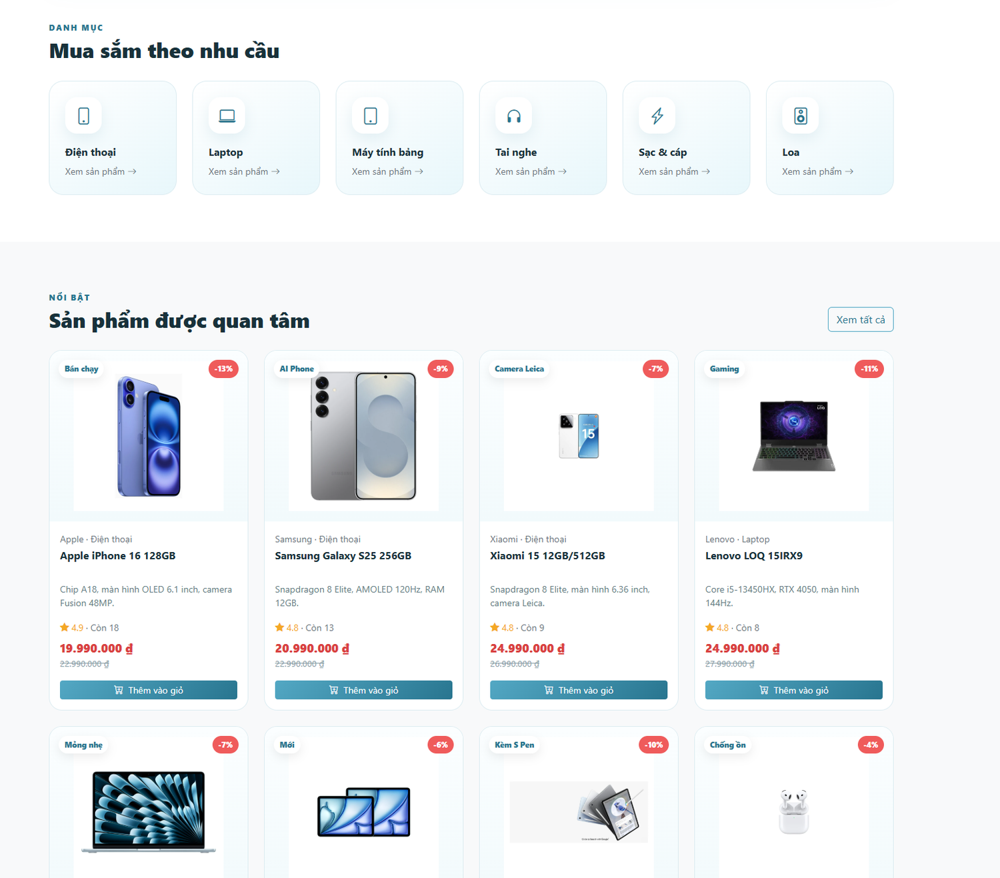 DANH MỤC
Mua sắm theo nhu cầu
Điện thoại
Xem sản phẩm →
Laptop
Xem sản phẩm →
Máy tính bảng
Xem sản phẩm →
Tai nghe
Xem sản phẩm →
Sạc & cáp
Xem sản phẩm →
Loa
Xem sản phẩm →
NỔI BẬT
Sản phẩm được quan tâm
Xem tất cả
Bán chạy
-13%
Apple · Điện thoại
Apple iPhone 16 128GB
Chip A18, màn hình OLED 6.1 inch, camera
Fusion 48MP.
4.9 · Còn 18
19.990.000 ₫
22.990.000 ₫
Thêm vào giỏ
AI Phone
-9%
Samsung · Điện thoại
Samsung Galaxy S25 256GB
Snapdragon 8 Elite, AMOLED 120Hz, RAM
12GB.
4.8 · Còn 13
20.990.000 ₫
22.990.000 ₫
Thêm vào giỏ
Camera Leica
-7%
15
Xiaomi · Điện thoại
Xiaomi 15 12GB/512GB
Snapdragon 8 Elite, màn hình 6.36 inch,
camera Leica.
4.8 · Còn 9
24.990.000 ₫
26.990.000 ₫
Thêm vào giỏ
Gaming
-11%
LOQ
Lenovo · Laptop
Lenovo LOQ 15IRX9
Core i5-13450HX, RTX 4050, màn hình
144Hz.
4.8 · Còn 8
24.990.000 ₫
27.990.000 ₫
Thêm vào giỏ
Mỏng nhẹ
-7%
Mới
-6%
Kèm S Pen
-10%
Chống ồn
-4%